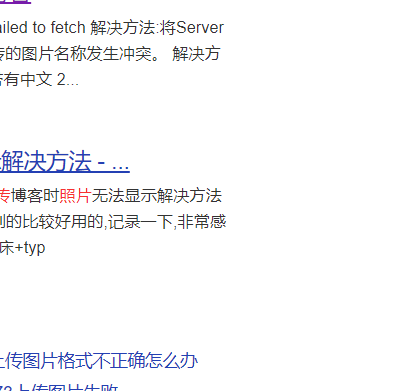 ailed to fetch 解决方法:将Server
传的图片名称发生冲突。 解决方
有中文 2...
解决方法 - ...
传博客时照片无法显示解决方法
的比较好用的,记录一下,非常感
床+typ
上传图片格式不正确怎么办
上传图片失败